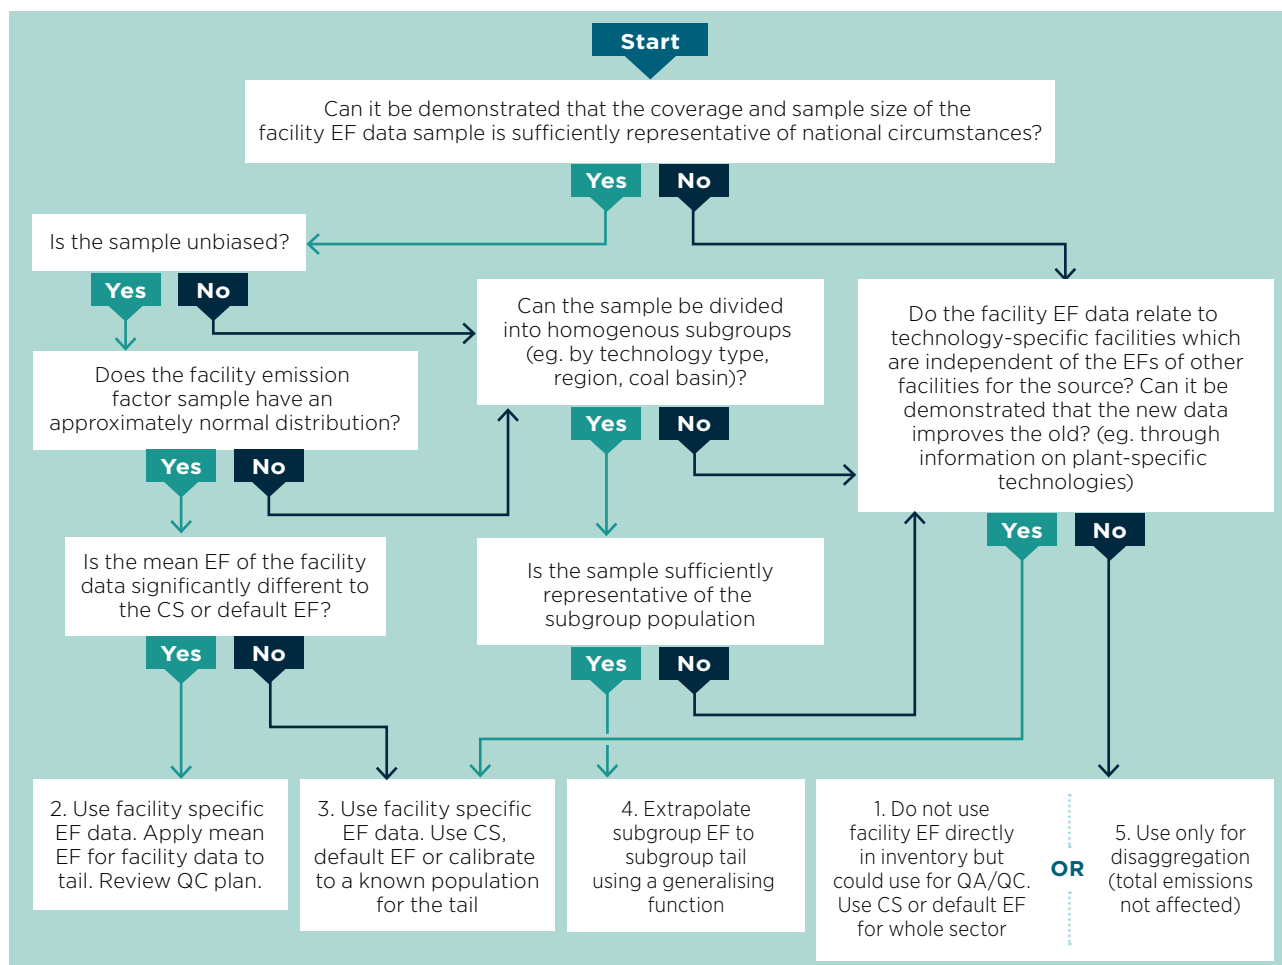 Start
Can it be demonstrated that the coverage and sample size of the
facility EF data sample is sufficiently representative of national circumstances?
Yes
No
Is the sample unbiased?
Yes
No
Can the sample be divided
into homogenous subgroups
(eg. by technology type,
region, coal basin)?
Yes
No
Do the facility EF data relate to
technology-specific facilities which
are independent of the EFs of other
facilities for the source? Can it be
demonstrated that the new data
improves the old? (eg. through
information on plant-specific
technologies)
Yes
No
Does the facility emission
factor sample have an
approximately normal distribution?
Yes
No
Is the mean EF of the facility
data significantly different to
the CS or default EF?
Yes
No
Is the sample sufficiently
representative of the
subgroup population
Yes
No
2. Use facility specific
EF data. Apply mean
EF for facility data to
tail. Review QC plan.
3. Use facility specific
EF data. Use CS,
default EF or calibrate
to a known population
for the tail
4. Extrapolate
subgroup EF to
subgroup tail
using a generalising
function
1. Do not use
facility EF directly
in inventory but
could use for QA/QC.
Use CS or default EF
for whole sector
OR
5. Use only for
disaggregation
(total emissions
not affected)